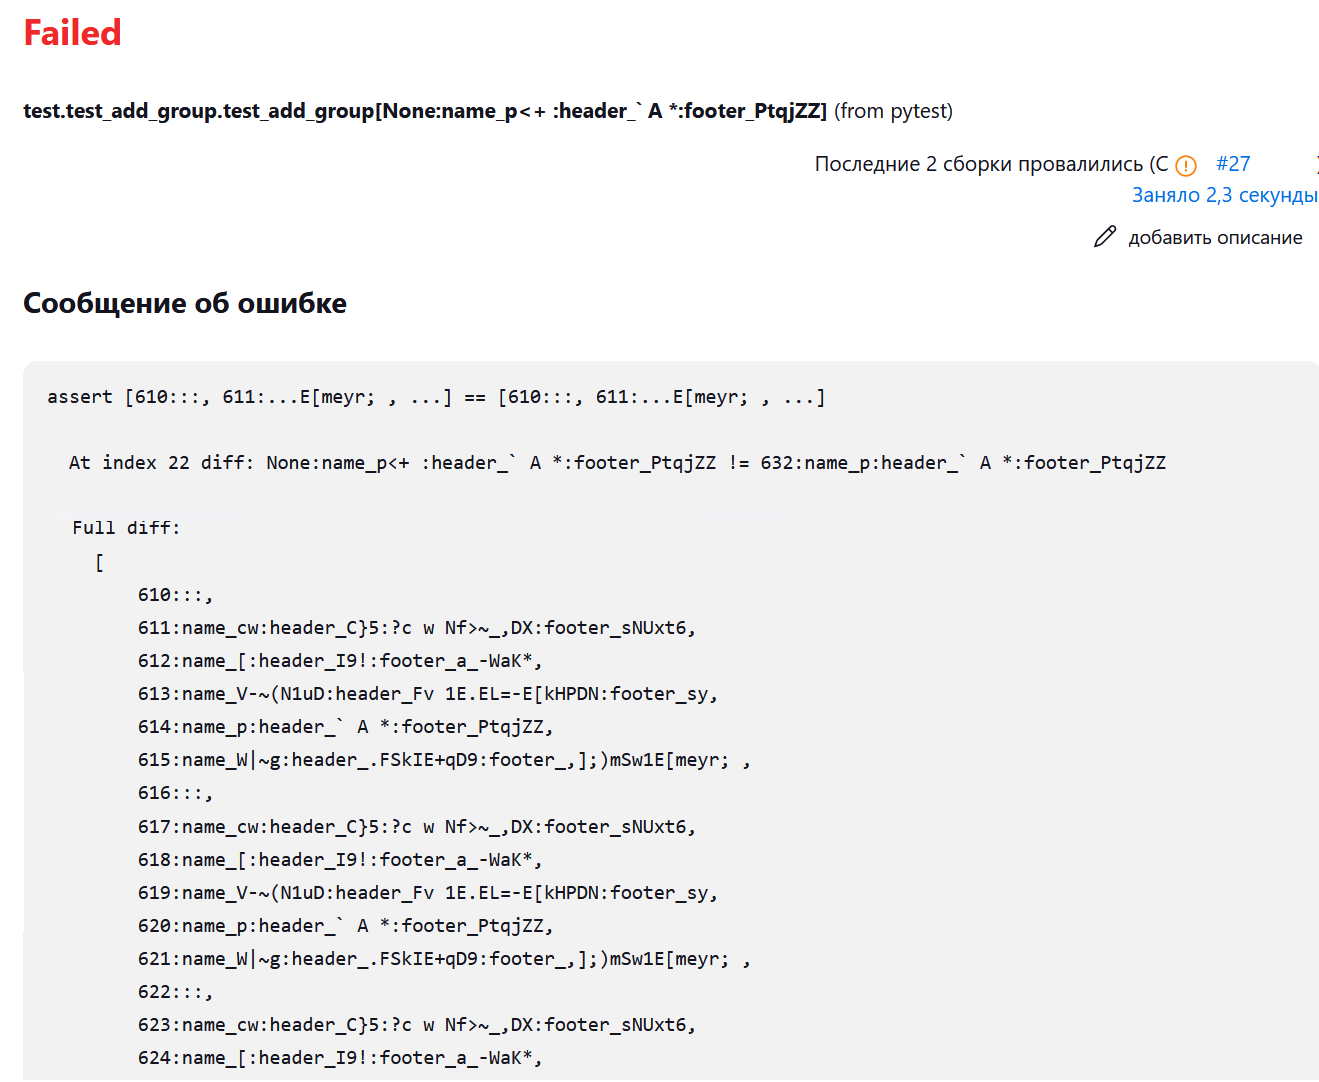 Failed
test.test_add_group.test_add_group[None:name_p<+ :header_` A *:footer_PtqjZZ] (from pytest)
Последние 2 сборки провалились (С #27 )
Заняло 2,3 секунды
добавить описание
Сообщение об ошибке
assert [610:::, 611:...E[meyr; , ...] == [610:::, 611:...E[meyr; , ...]
At index 22 diff: None:name_p<+ :header_` A *:footer_PtqjZZ != 632:name_p:header_` A *:footer_PtqjZZ
Full diff:
[
610:::,
611:name_cw:header_C}5:?c w Nf>~_,DX:footer_sNUxt6,
612:name_[:header_I9!:footer_a_-WaK*,
613:name_V-~(N1uD:header_Fv 1E.EL=-E[kHPDN:footer_sy,
614:name_p:header_` A *:footer_PtqjZZ,
615:name_W|~g:header_.FSkIE+qD9:footer_,];)mSw1E[meyr; ,
616:::,
617:name_cw:header_C}5:?c w Nf>~_,DX:footer_sNUxt6,
618:name_[:header_I9!:footer_a_-WaK*,
619:name_V-~(N1uD:header_Fv 1E.EL=-E[kHPDN:footer_sy,
620:name_p:header_` A *:footer_PtqjZZ,
621:name_W|~g:header_.FSkIE+qD9:footer_,];)mSw1E[meyr; ,
622:::,
623:name_cw:header_C}5:?c w Nf>~_,DX:footer_sNUxt6,
624:name_[:header_I9!:footer_a_-WaK*,